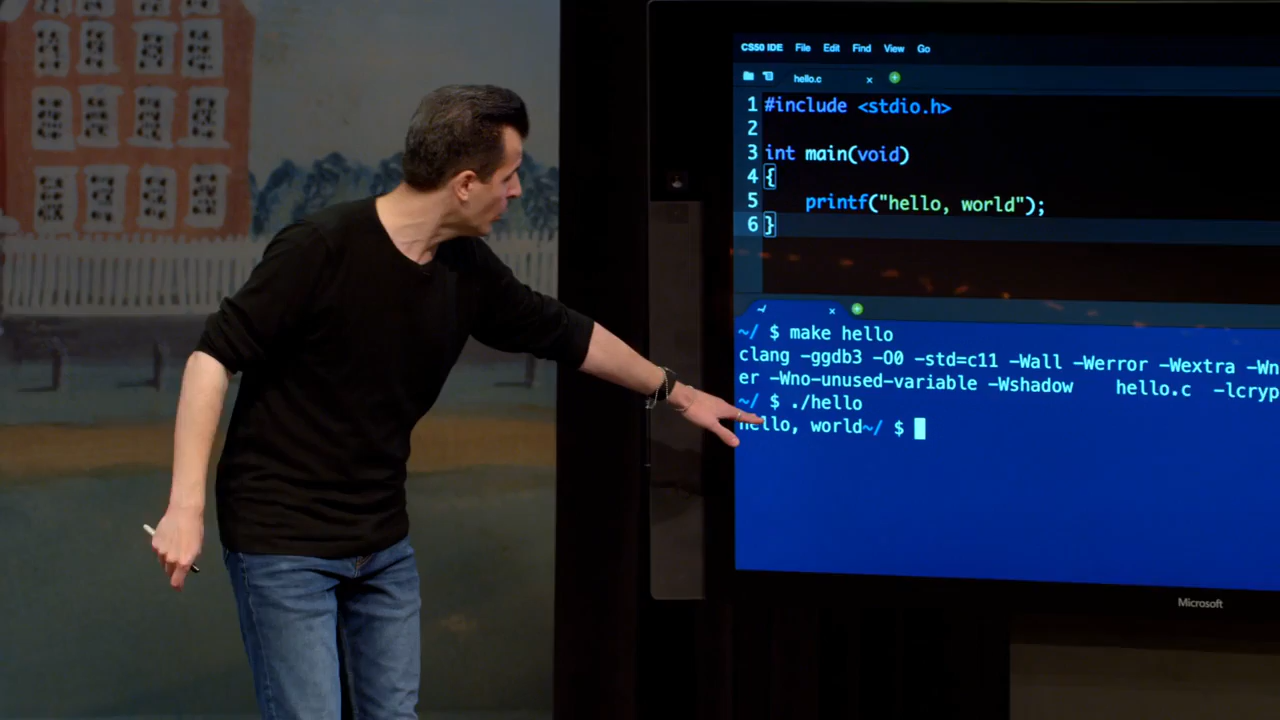 CS50 IDE File Edit Find View Go
hello.c x
1 #include <stdio.h>
2
3 int main(void)
4 {
5 printf("hello, world");
6 }
~/ x
~/ $ make hello
clang -ggdb3 -O0 -std=c11 -Wall -Werror -Wextra -Wn
er -Wno-unused-variable -Wshadow hello.c -lcryp
~/ $ ./hello
hello, world~/ $
Microsoft